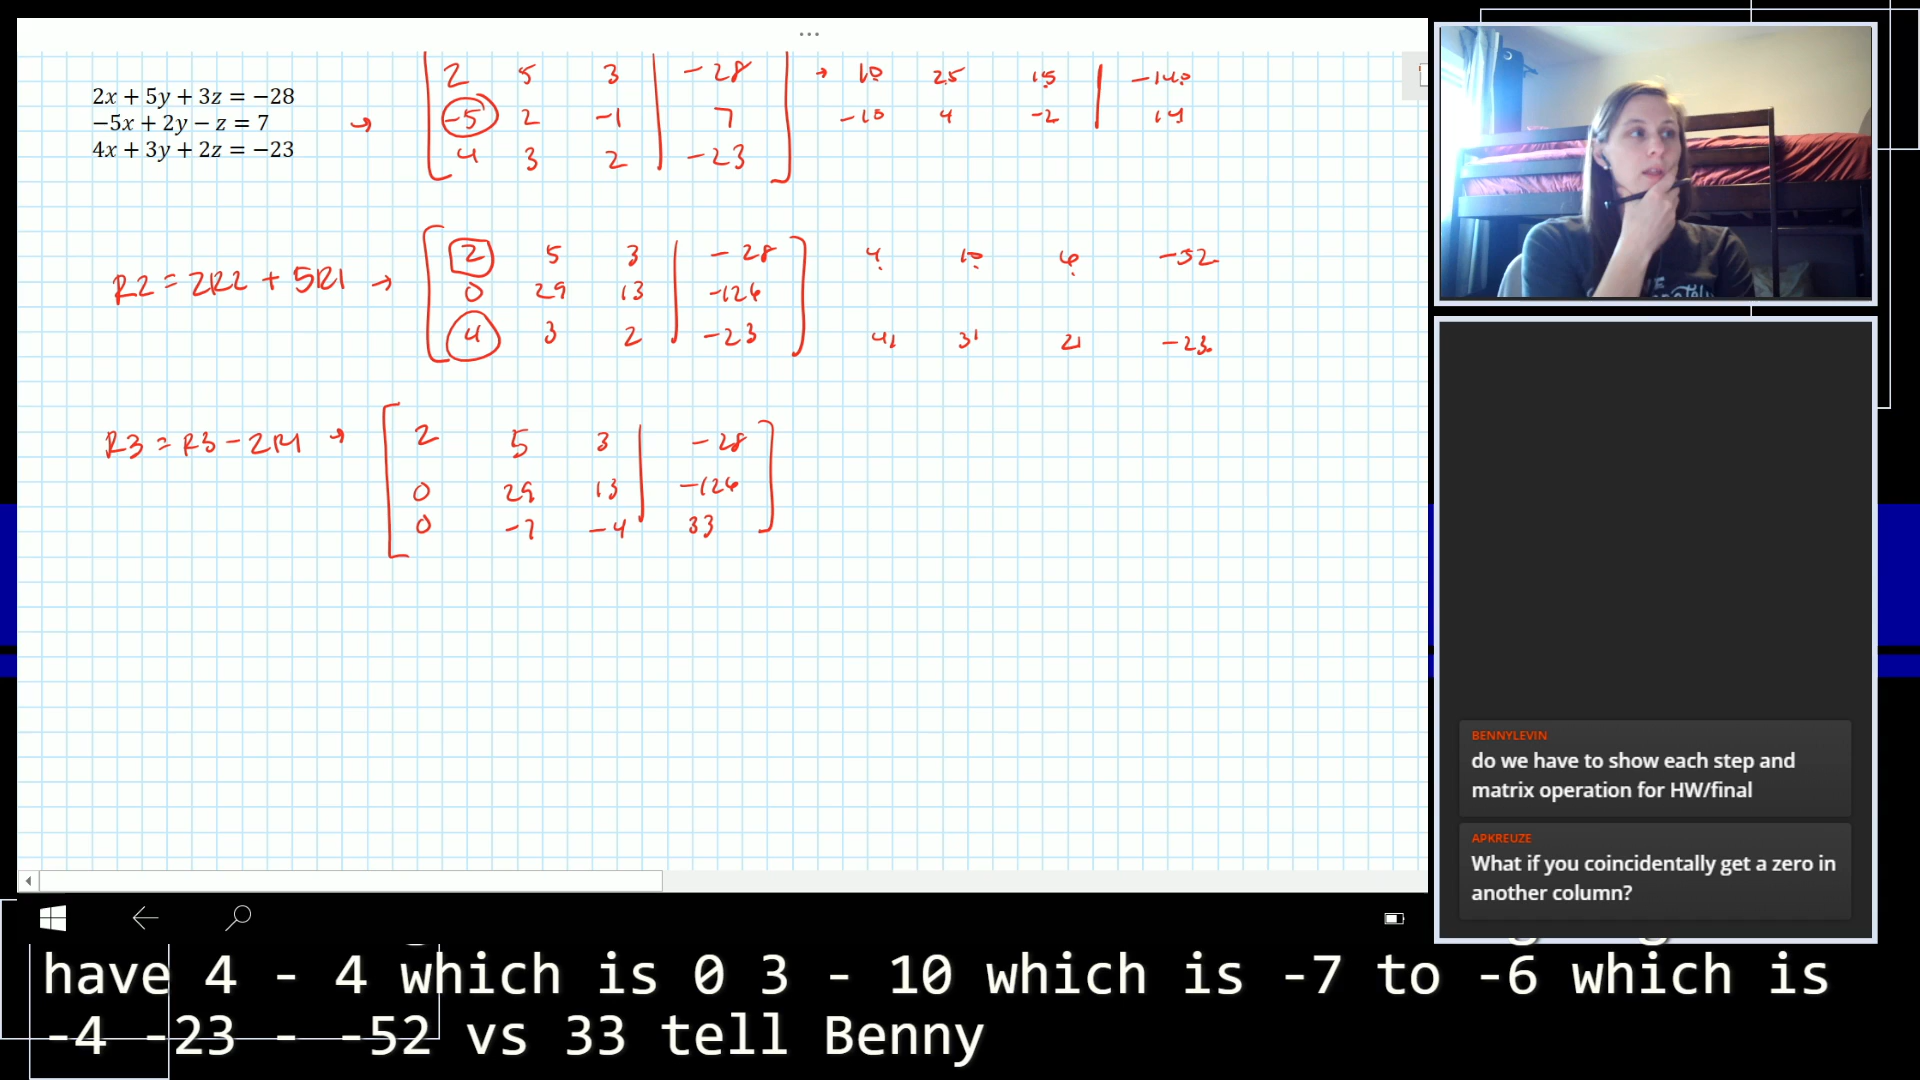 2x + 5y + 3z = −28
−5x + 2y − z = 7
4x + 3y + 2z = −23
→
2 5 3 | -28 → 10 25 15 | -140
-5 2 -1 | 7 -10 4 -2 | 14
4 3 2 | -23
R2 = 2R2 + 5R1 →
2 5 3 | -28 4 10 6 -52
0 29 13 | -126
4 3 2 | -23 4 3 2 -23
R3 = R3 - 2R1 →
2 5 3 | -28
0 29 13 | -126
0 -7 -4 33
BENNYLEVIN
do we have to show each step and
matrix operation for HW/final
APKREUZE
What if you coincidentally get a zero in
another column?
have 4 - 4 which is 0 3 - 10 which is -7 to -6 which is
-4 -23 - -52 vs 33 tell Benny